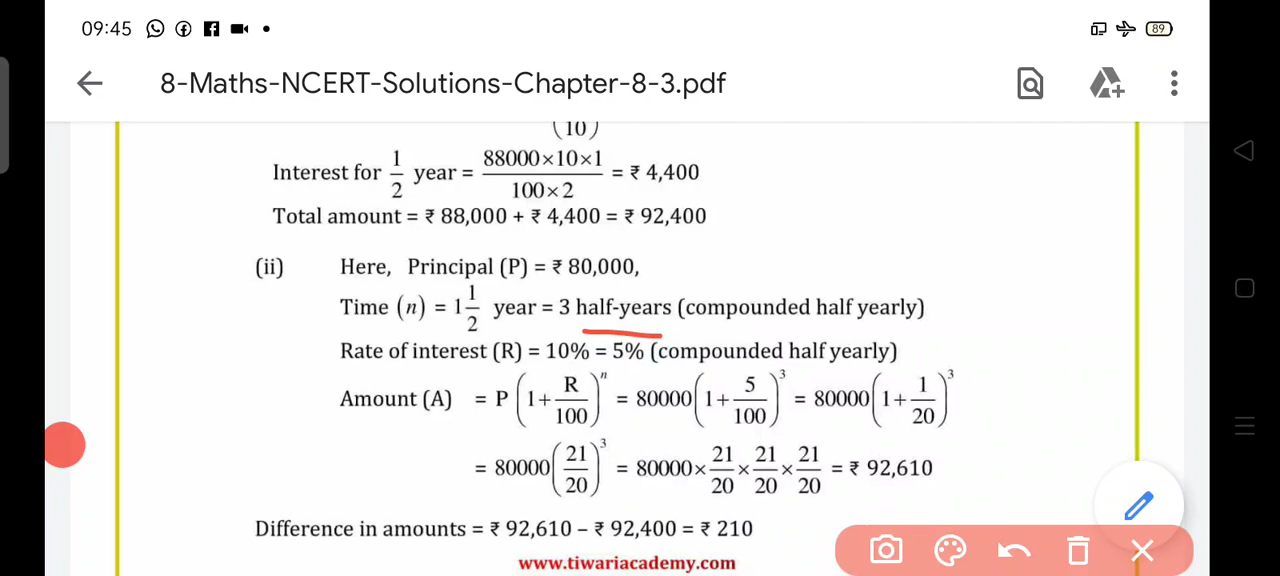 09:45
89
8-Maths-NCERT-Solutions-Chapter-8-3.pdf
(10)
Interest for 1/2 year = 88000×10×1/100×2 = ₹ 4,400
Total amount = ₹ 88,000 + ₹ 4,400 = ₹ 92,400
(ii) Here, Principal (P) = ₹ 80,000,
Time (n) = 1 1/2 year = 3 half-years (compounded half yearly)
Rate of interest (R) = 10% = 5% (compounded half yearly)
Amount (A) = P(1+R/100)^n = 80000(1+5/100)^3 = 80000(1+1/20)^3
= 80000(21/20)^3 = 80000×21/20×21/20×21/20 = ₹ 92,610
Difference in amounts = ₹ 92,610 – ₹ 92,400 = ₹ 210
www.tiwariacademy.com